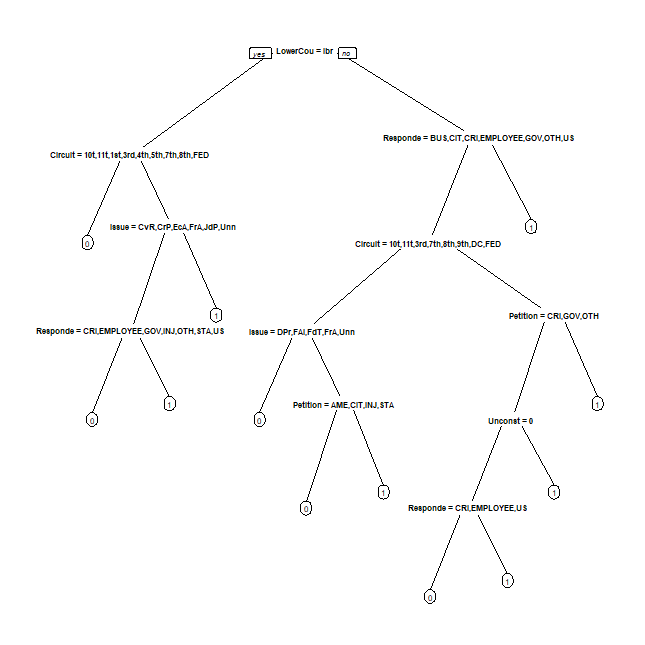 yes LowerCou = lbr no
Responde = BUS,CIT,CRI,EMPLOYEE,GOV,OTH,US
Circuit = 10t,11t,1st,3rd,4th,5th,7th,8th,FED
Issue = CvR,CrP,EcA,FrA,JdP,Unn
1
0
Circuit = 10t,11t,3rd,7th,8th,9th,DC,FED
1
Petition = CRI,GOV,OTH
Responde = CRI,EMPLOYEE,GOV,INJ,OTH,STA,US
Issue = DPr,FAI,FdT,FrA,Unn
1
Petition = AME,CIT,INJ,STA
1
0
0
Unconst = 0
1
1
0
Responde = CRI,EMPLOYEE,US
1
0